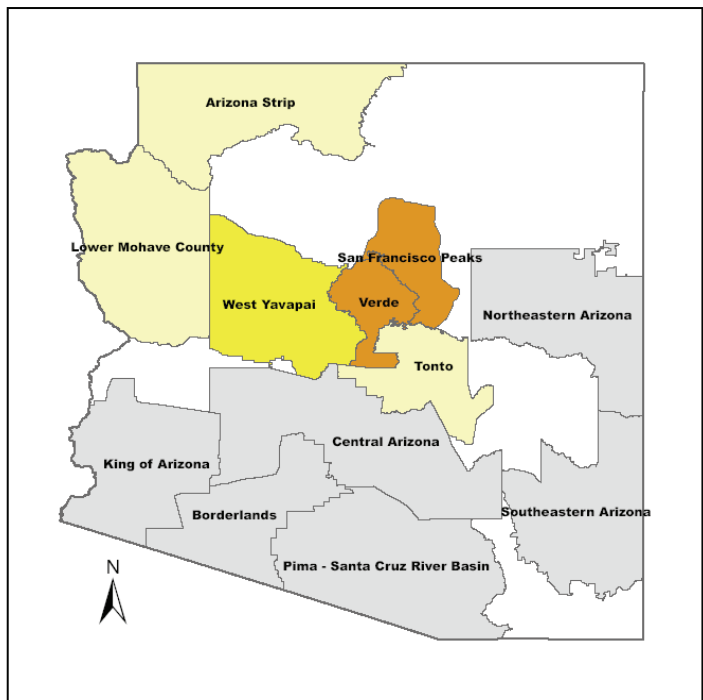 Arizona Strip
Lower Mohave County
San Francisco Peaks
West Yavapai
Verde
Northeastern Arizona
Tonto
Central Arizona
King of Arizona
Borderlands
Southeastern Arizona
Pima - Santa Cruz River Basin
N